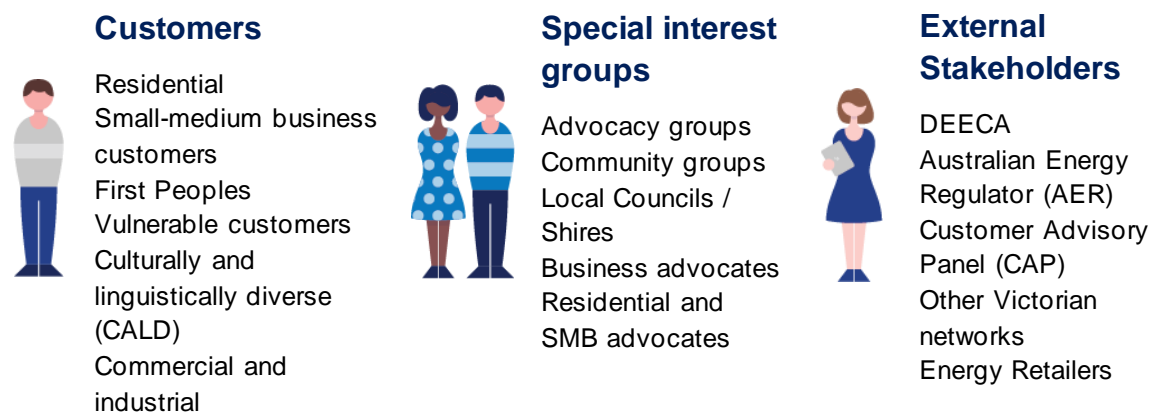 Customers
Residential
Small-medium business
customers
First Peoples
Vulnerable customers
Culturally and
linguistically diverse
(CALD)
Commercial and
industrial
Special interest
groups
Advocacy groups
Community groups
Local Councils /
Shires
Business advocates
Residential and
SMB advocates
External
Stakeholders
DEECA
Australian Energy
Regulator (AER)
Customer Advisory
Panel (CAP)
Other Victorian
networks
Energy Retailers